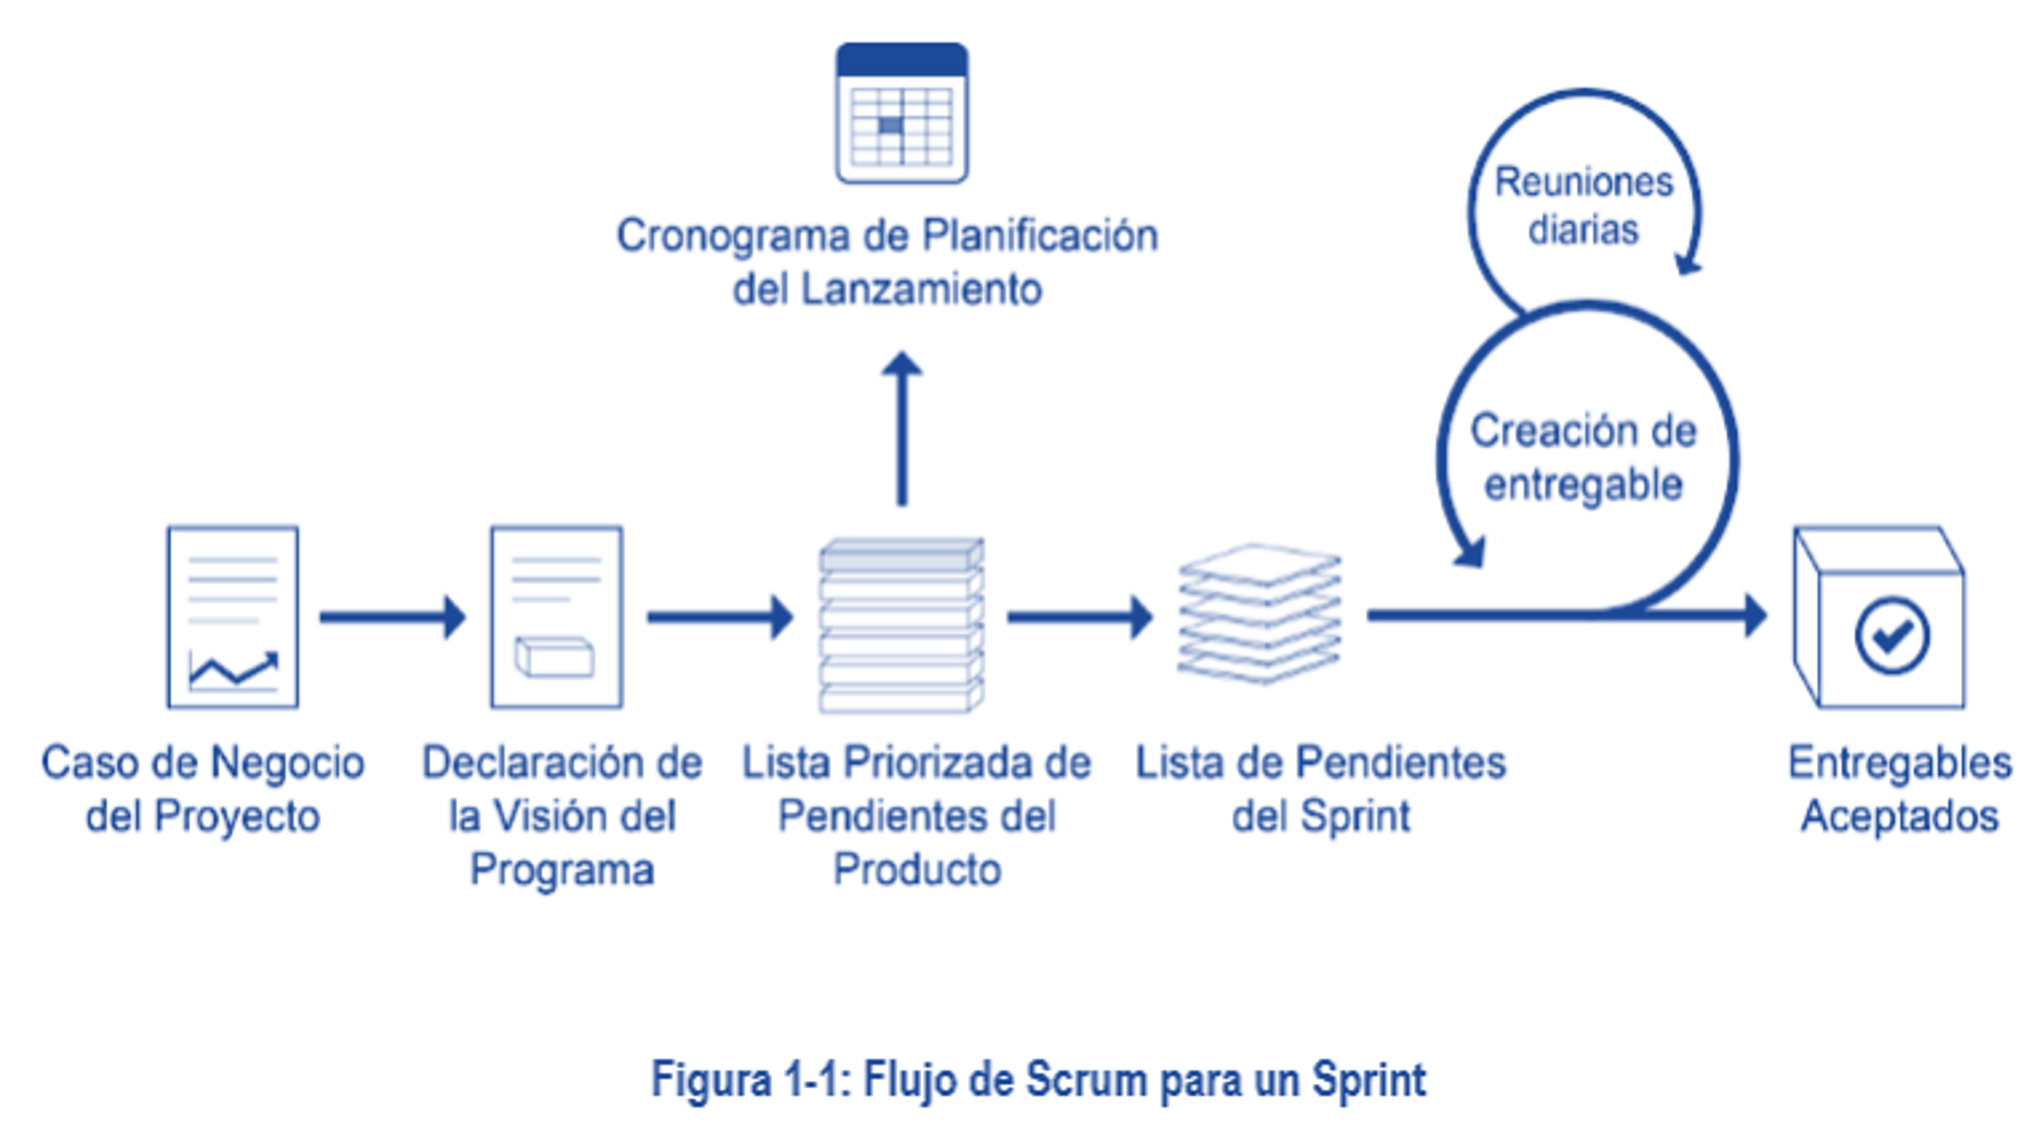 Cronograma de Planificación
del Lanzamiento
Reuniones
diarias
Creación de
entregable
Caso de Negocio
del Proyecto
Declaración de
la Visión del
Programa
Lista Priorizada de
Pendientes del
Producto
Lista de Pendientes
del Sprint
Entregables
Aceptados
Figura 1-1: Flujo de Scrum para un Sprint